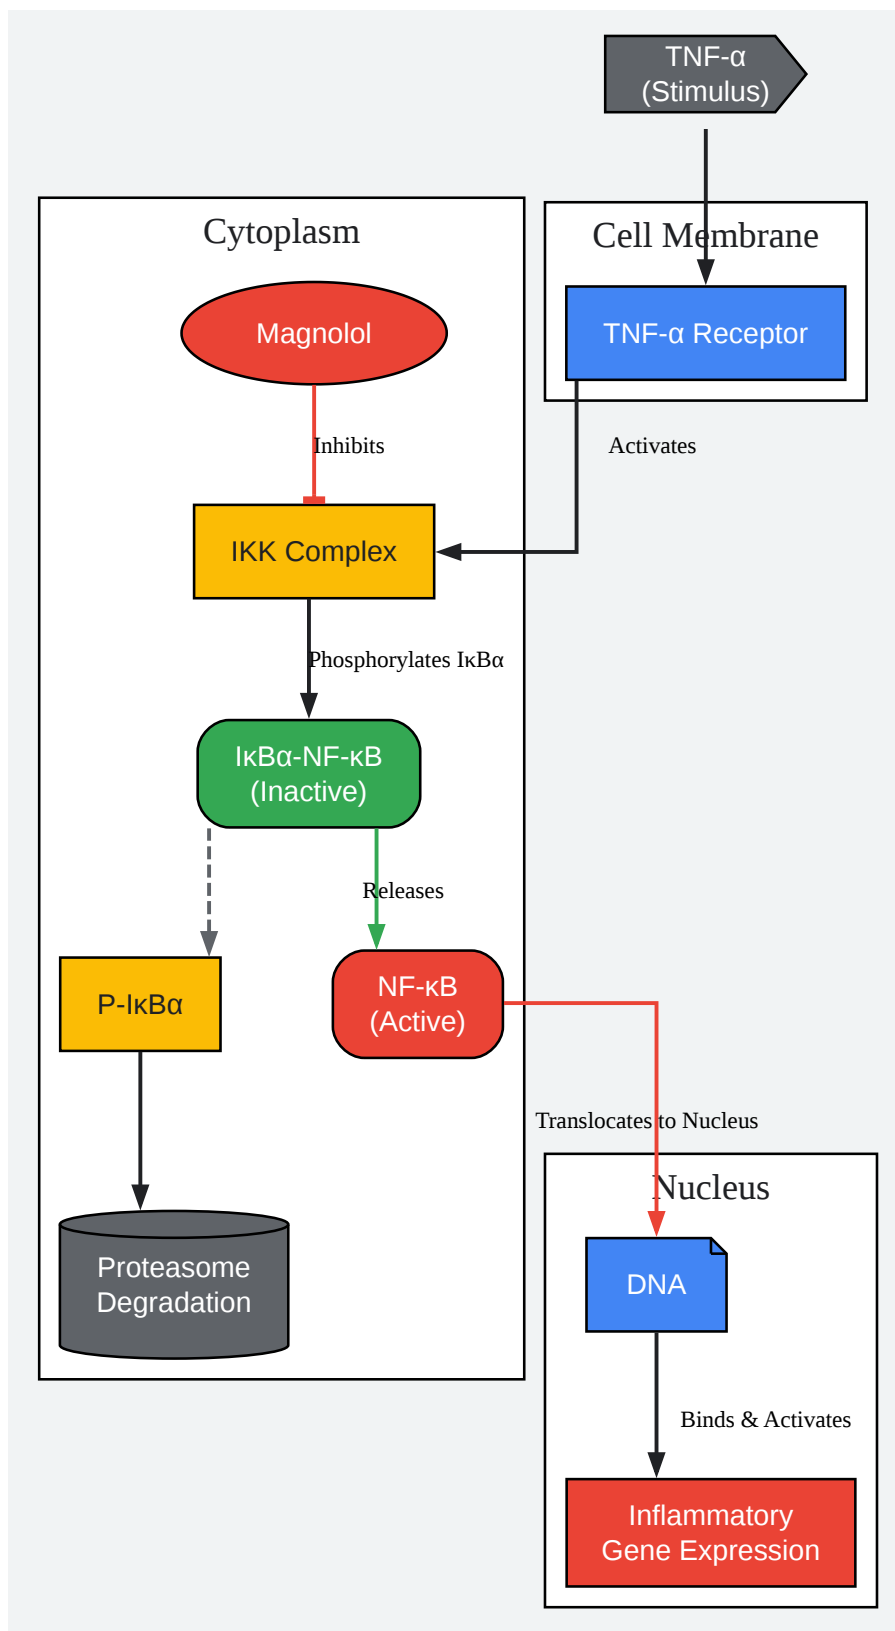 TNF-α
(Stimulus)
Cytoplasm
Cell Membrane
Magnolol
TNF-α Receptor
Inhibits
Activates
IKK Complex
Phosphorylates IκBα
IκBα-NF-κB
(Inactive)
Releases
P-IκBα
NF-κB
(Active)
Translocates to Nucleus
Nucleus
Proteasome
Degradation
DNA
Binds & Activates
Inflammatory
Gene Expression